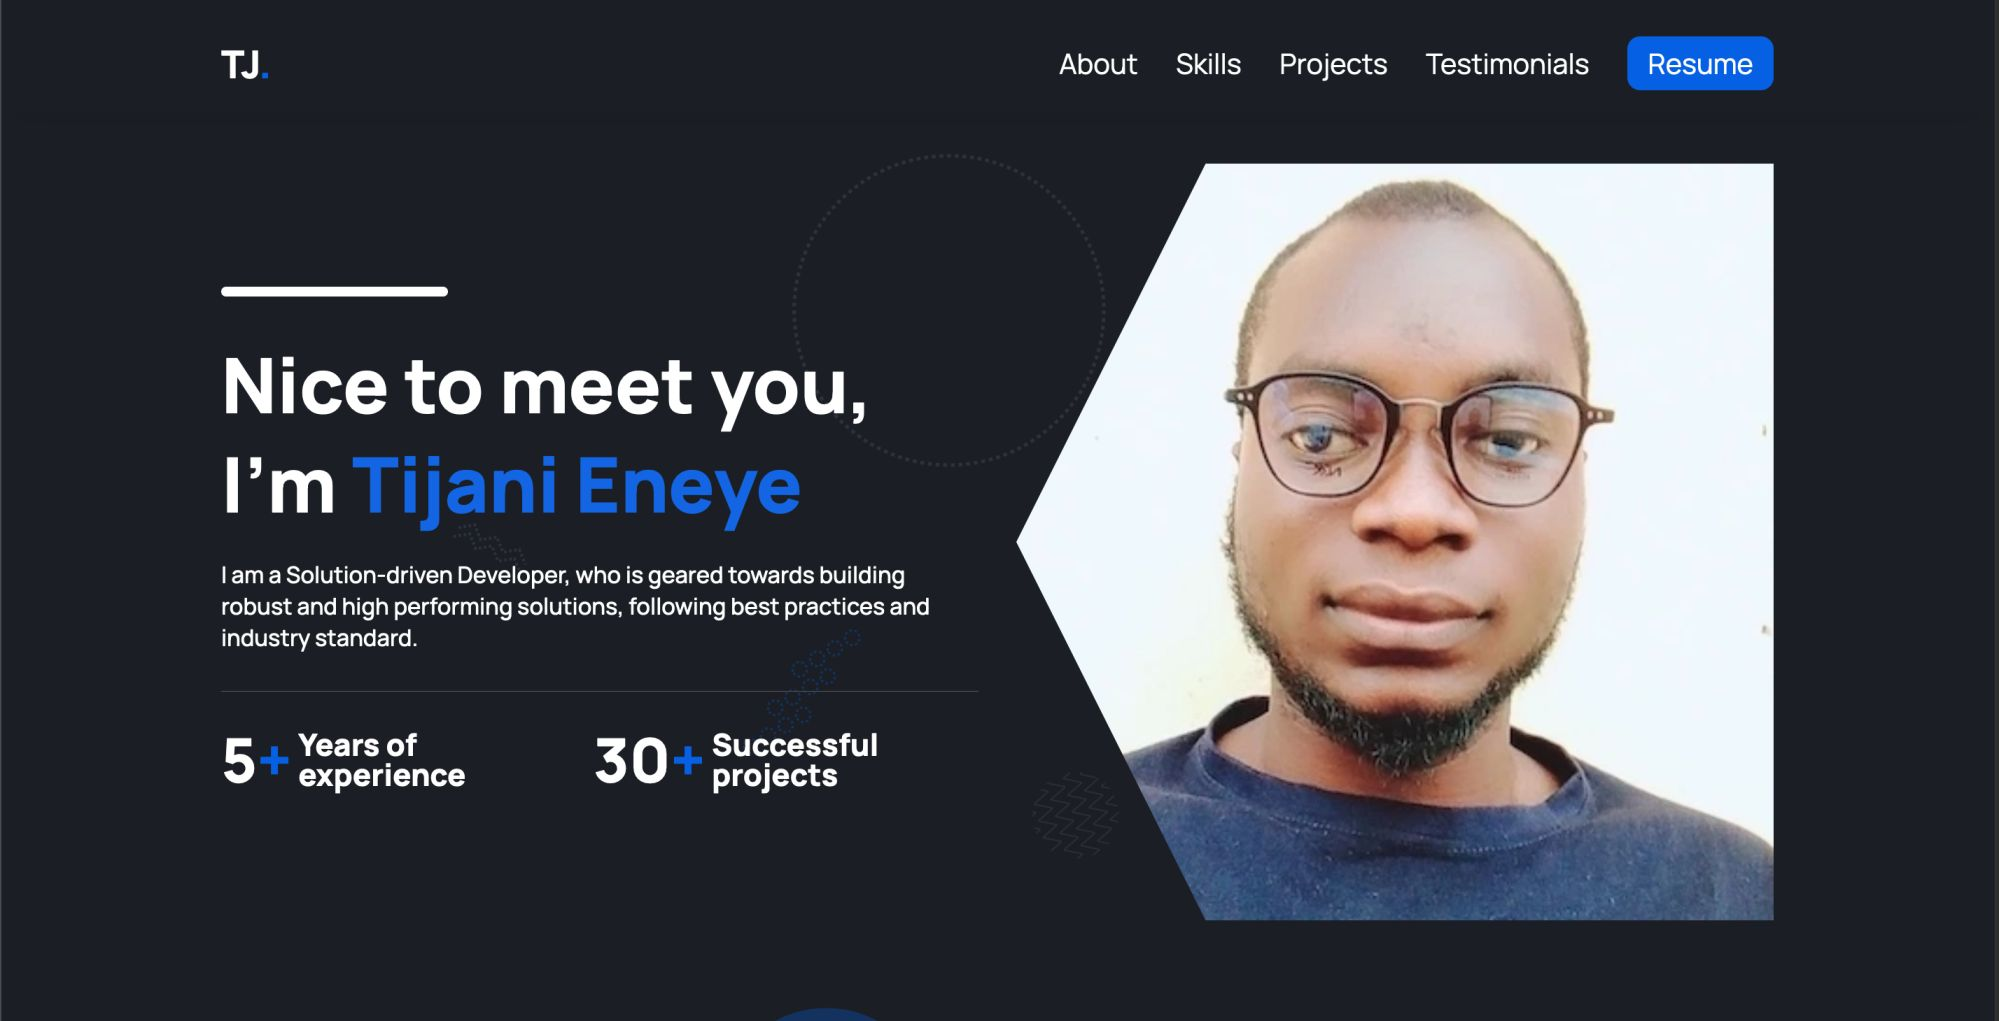 TJ.
About Skills Projects Testimonials Resume
Nice to meet you,
I’m Tijani Eneye
I am a Solution-driven Developer, who is geared towards building
robust and high performing solutions, following best practices and
industry standard.
5+ Years of
experience
30+ Successful
projects